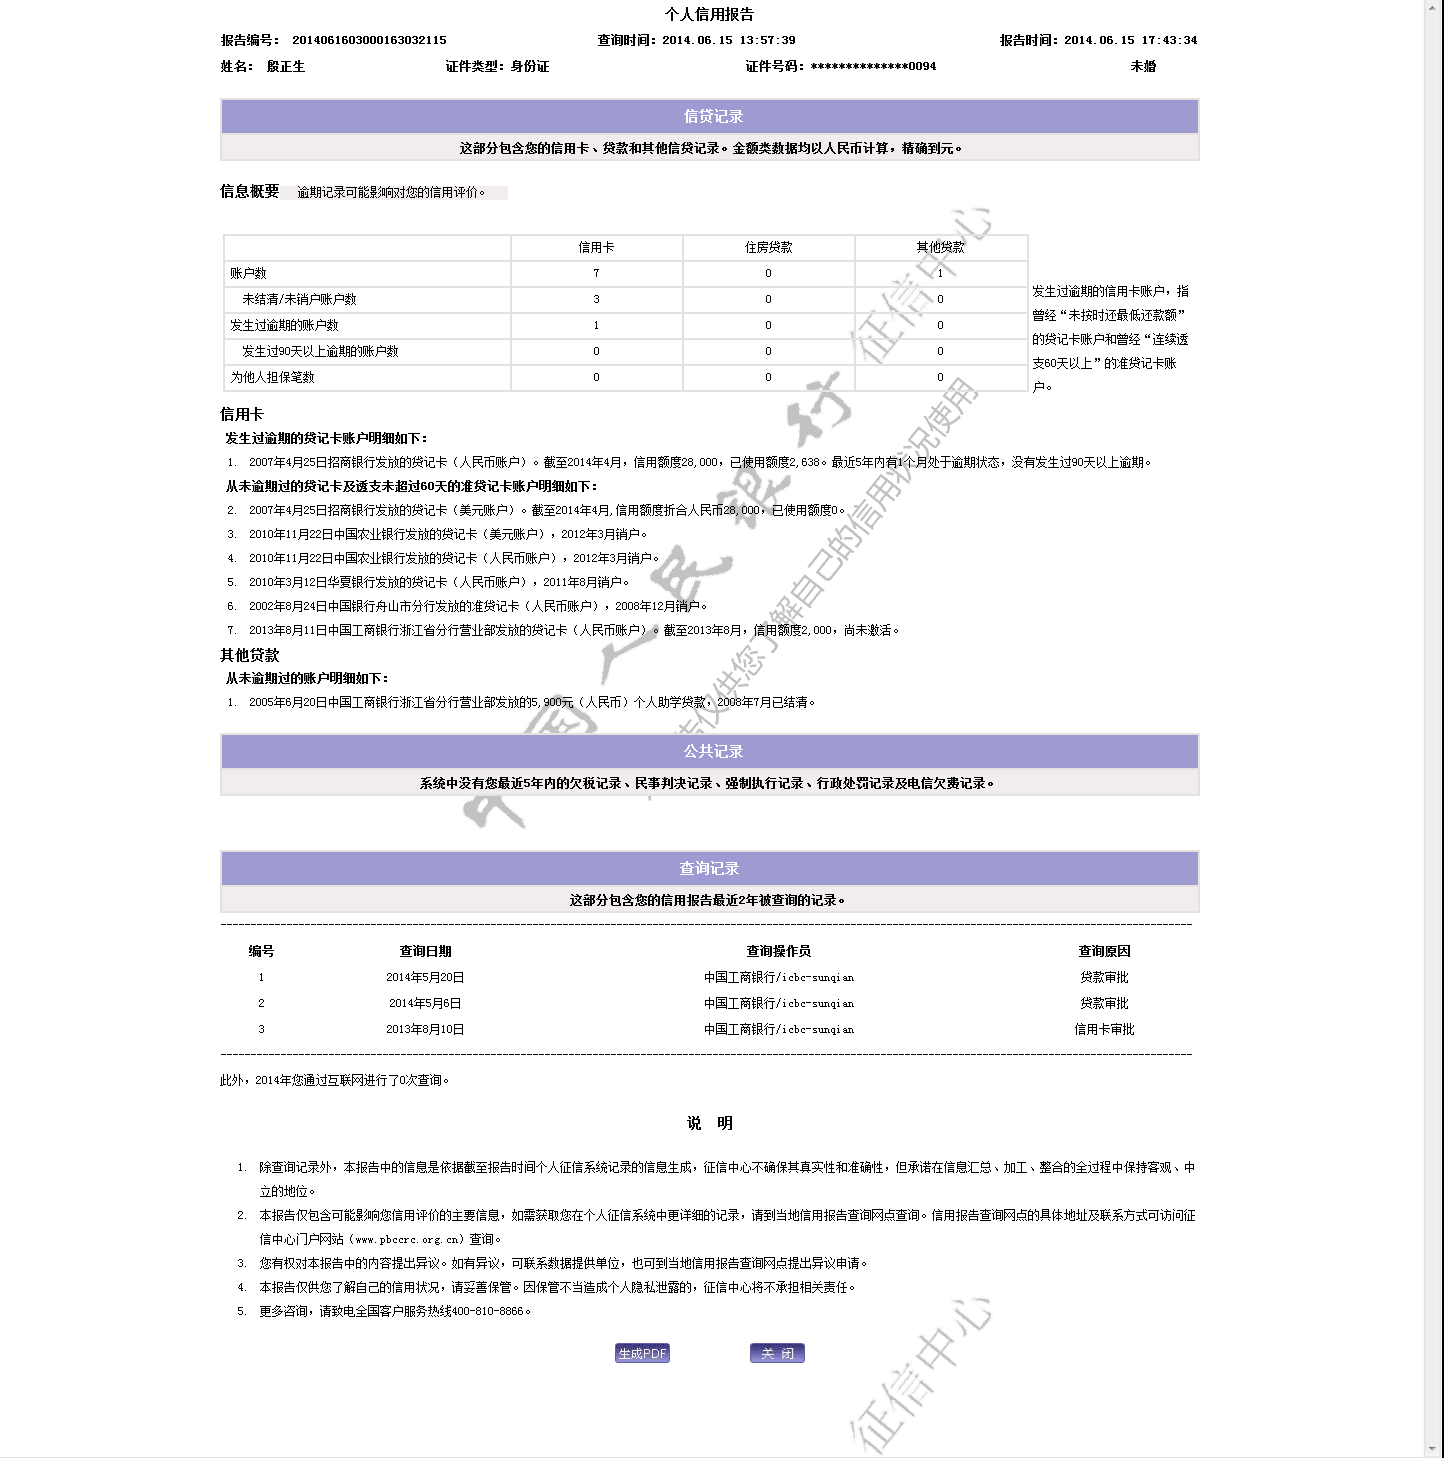 个人信用报告
报告编号： 2014061603000163032115 查询时间：2014.06.15 13:57:39 报告时间：2014.06.15 17:43:34
姓名： 殷正生 证件类型：身份证 证件号码：**************0094 未婚
信贷记录
这部分包含您的信用卡、贷款和其他信贷记录。金额类数据均以人民币计算，精确到元。
信息概要 逾期记录可能影响对您的信用评价。
信用卡 住房贷款 其他贷款
账户数 7 0 1
未结清/未销户账户数 3 0 0
发生过逾期的账户数 1 0 0
发生过90天以上逾期的账户数 0 0 0
为他人担保笔数 0 0 0
发生过逾期的信用卡账户，指
曾经“未按时还最低还款额”
的贷记卡账户和曾经“连续透
支60天以上”的准贷记卡账
户。
信用卡
发生过逾期的贷记卡账户明细如下：
1. 2007年4月25日招商银行发放的贷记卡（人民币账户）。截至2014年4月，信用额度28,000，已使用额度2,638。最近5年内有1个月处于逾期状态，没有发生过90天以上逾期。
从未逾期过的贷记卡及透支未超过60天的准贷记卡账户明细如下：
2. 2007年4月25日招商银行发放的贷记卡（美元账户）。截至2014年4月,信用额度折合人民币28,000，已使用额度0。
3. 2010年11月22日中国农业银行发放的贷记卡（美元账户），2012年3月销户。
4. 2010年11月22日中国农业银行发放的贷记卡（人民币账户），2012年3月销户。
5. 2010年3月12日华夏银行发放的贷记卡（人民币账户），2011年8月销户。
6. 2002年8月24日中国银行舟山市分行发放的准贷记卡（人民币账户），2008年12月销户。
7. 2013年8月11日中国工商银行浙江省分行营业部发放的贷记卡（人民币账户）。截至2013年8月，信用额度2,000，尚未激活。
其他贷款
从未逾期过的账户明细如下：
1. 2005年6月20日中国工商银行浙江省分行营业部发放的5,900元（人民币）个人助学贷款，2008年7月已结清。
公共记录
系统中没有您最近5年内的欠税记录、民事判决记录、强制执行记录、行政处罚记录及电信欠费记录。
查询记录
这部分包含您的信用报告最近2年被查询的记录。
编号 查询日期 查询操作员 查询原因
1 2014年5月20日 中国工商银行/icbc-sunqian 贷款审批
2 2014年5月6日 中国工商银行/icbc-sunqian 贷款审批
3 2013年8月10日 中国工商银行/icbc-sunqian 信用卡审批
此外，2014年您通过互联网进行了0次查询。
说 明
1. 除查询记录外，本报告中的信息是依据截至报告时间个人征信系统记录的信息生成，征信中心不确保其真实性和准确性，但承诺在信息汇总、加工、整合的全过程中保持客观、中
立的地位。
2. 本报告仅包含可能影响您信用评价的主要信息，如需获取您在个人征信系统中更详细的记录，请到当地信用报告查询网点查询。信用报告查询网点的具体地址及联系方式可访问征
信中心门户网站（www.pbccrc.org.cn）查询。
3. 您有权对本报告中的内容提出异议。如有异议，可联系数据提供单位，也可到当地信用报告查询网点提出异议申请。
4. 本报告仅供您了解自己的信用状况，请妥善保管。因保管不当造成个人隐私泄露的，征信中心将不承担相关责任。
5. 更多咨询，请致电全国客户服务热线400-810-8866。
生成PDF 关 闭
中国人民银行 征信中心
告仅供您了解自己的信用状况使用
征信中心